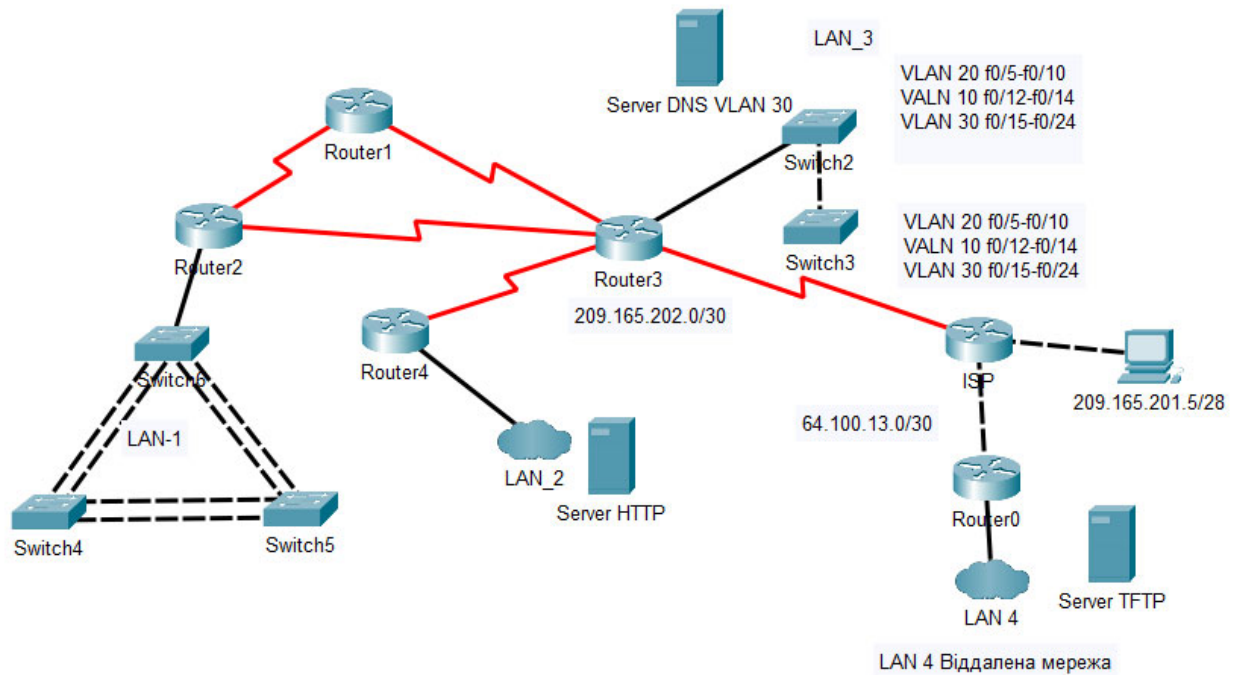 LAN_3
VLAN 20 f0/5-f0/10
VALN 10 f0/12-f0/14
VLAN 30 f0/15-f0/24
Server DNS VLAN 30
Router1
Switch2
VLAN 20 f0/5-f0/10
VALN 10 f0/12-f0/14
VLAN 30 f0/15-f0/24
Router2
Router3
Switch3
209.165.202.0/30
Router4
Switch6
ISP
209.165.201.5/28
64.100.13.0/30
LAN-1
LAN_2
Server HTTP
Router0
Switch4
Switch5
LAN 4
Server TFTP
LAN 4 Віддалена мережа